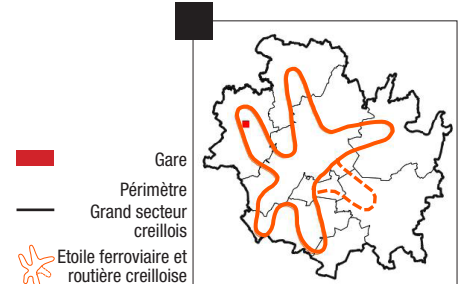 Gare
Périmètre
Grand secteur
creillois
Etoile ferroviaire et
routière creilloise